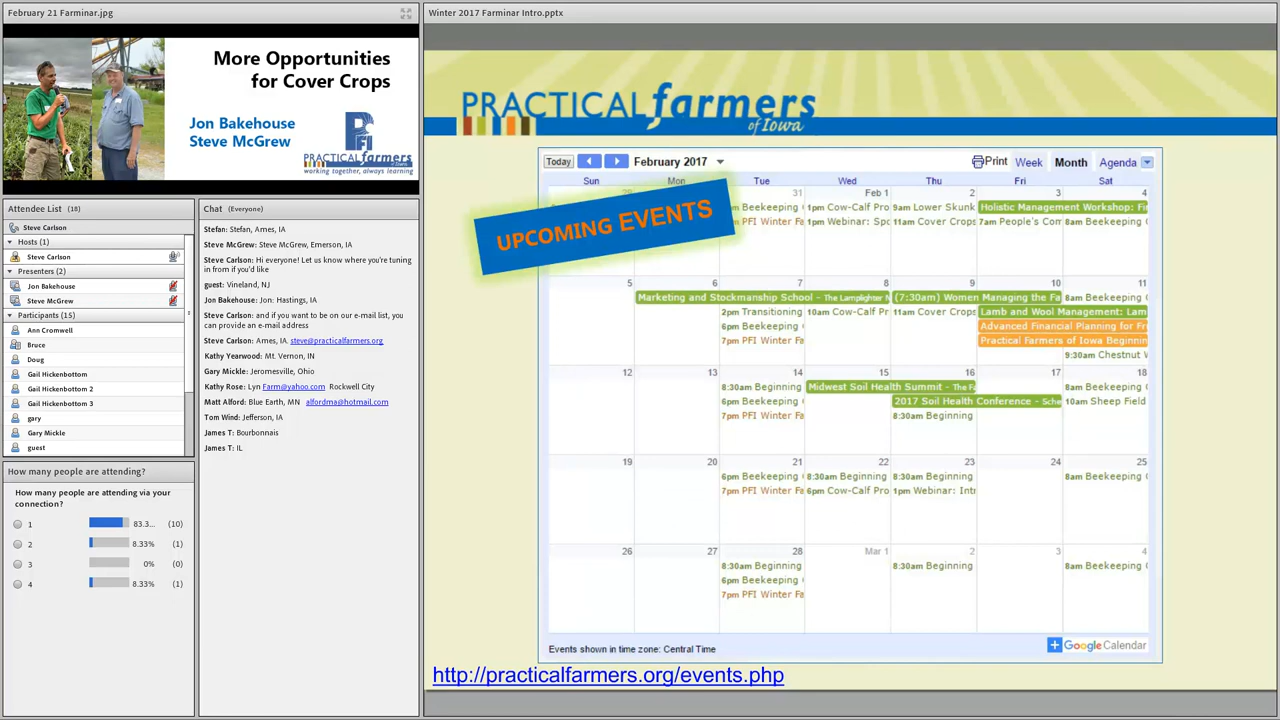 February 21 Farminar.jpg
More Opportunities
for Cover Crops
Jon Bakehouse
Steve McGrew
PFI
PRACTICAL farmers
of Iowa
working together, always learning
Attendee List (18)
Steve Carlson
Hosts (1)
Steve Carlson
Presenters (2)
Jon Bakehouse
Steve McGrew
Participants (15)
Ann Cromwell
Bruce
Doug
Gail Hickenbottom
Gail Hickenbottom 2
Gail Hickenbottom 3
gary
Gary Mickle
guest
How many people are attending?
How many people are attending via your
connection?
1 83.3... (10)
2 8.33% (1)
3 0% (0)
4 8.33% (1)
Chat (Everyone)
Stefan: Stefan, Ames, IA
Steve McGrew: Steve McGrew, Emerson, IA
Steve Carlson: Hi everyone! Let us know where you're tuning
in from if you'd like
guest: Vineland, NJ
Jon Bakehouse: Jon: Hastings, IA
Steve Carlson: and if you want to be on our e-mail list, you
can provide an e-mail address
Steve Carlson: Ames, IA. steve@practicalfarmers.org
Kathy Yearwood: Mt. Vernon, IN
Gary Mickle: Jeromesville, Ohio
Kathy Rose: Lyn Farm@yahoo.com Rockwell City
Matt Alford: Blue Earth, MN alfordma@hotmail.com
Tom Wind: Jefferson, IA
James T: Bourbonnais
James T: IL
Winter 2017 Farminar Intro.pptx
PRACTICAL farmers
of Iowa
Today February 2017 Print Week Month Agenda
Sun Mon Tue Wed Thu Fri Sat
31 Feb 1 2 3 4
Beekeeping 1pm Cow-Calf Pro 9am Lower Skunk Holistic Management Workshop: Fi
7pm PFI Winter Fa 1pm Webinar: Spo 11am Cover Crops 7am People's Com 8am Beekeeping
UPCOMING EVENTS
5 6 7 8 9 10 11
Marketing and Stockmanship School - The Lamplighter M (7:30am) Women Managing the Fa 8am Beekeeping
2pm Transitioning 10am Cow-Calf Pr 11am Cover Crops Lamb and Wool Management: Lam
6pm Beekeeping Advanced Financial Planning for Fr
7pm PFI Winter Fa Practical Farmers of Iowa Beginnin
9:30am Chestnut W
12 13 14 15 16 17 18
8:30am Beginning Midwest Soil Health Summit - The Fa 8am Beekeeping
6pm Beekeeping 2017 Soil Health Conference - Sche 10am Sheep Field
7pm PFI Winter Fa 8:30am Beginning
19 20 21 22 23 24 25
6pm Beekeeping 8:30am Beginning 8:30am Beginning 8am Beekeeping
7pm PFI Winter Fa 6pm Cow-Calf Pro 1pm Webinar: Intr
26 27 28 Mar 1 2 3 4
8:30am Beginning 8:30am Beginning 8am Beekeeping
6pm Beekeeping
7pm PFI Winter Fa
Events shown in time zone: Central Time
Google Calendar
http://practicalfarmers.org/events.php